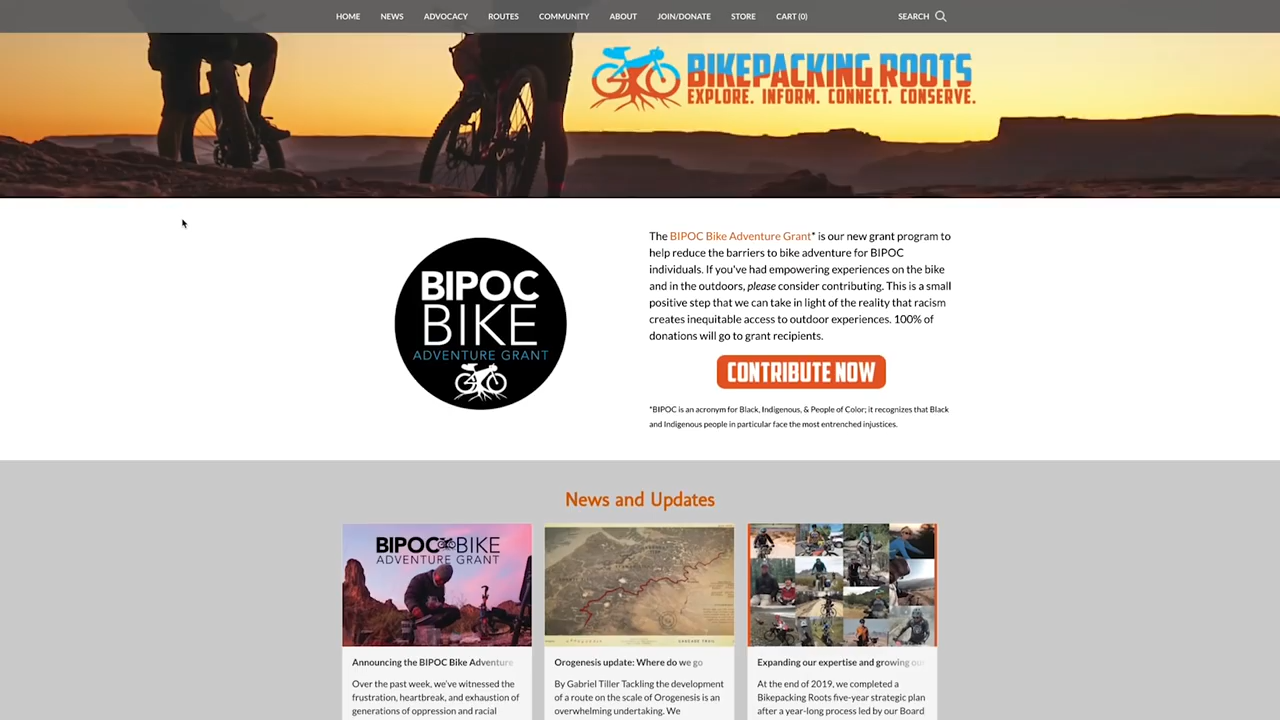 HOME NEWS ADVOCACY ROUTES COMMUNITY ABOUT JOIN/DONATE STORE CART (0) SEARCH
BIKEPACKING ROOTS
EXPLORE. INFORM. CONNECT. CONSERVE.
BIPOC
BIKE
ADVENTURE GRANT
The BIPOC Bike Adventure Grant* is our new grant program to
help reduce the barriers to bike adventure for BIPOC
individuals. If you've had empowering experiences on the bike
and in the outdoors, please consider contributing. This is a small
positive step that we can take in light of the reality that racism
creates inequitable access to outdoor experiences. 100% of
donations will go to grant recipients.
CONTRIBUTE NOW
*BIPOC is an acronym for Black, Indigenous, & People of Color; it recognizes that Black
and Indigenous people in particular face the most entrenched injustices.
News and Updates
BIPOC BIKE
ADVENTURE GRANT
Announcing the BIPOC Bike Adventure
Over the past week, we've witnessed the
frustration, heartbreak, and exhaustion of
generations of oppression and racial
Orogenesis update: Where do we go
By Gabriel Tiller Tackling the development
of a route on the scale of Orogenesis is an
overwhelming undertaking. We
Expanding our expertise and growing our
At the end of 2019, we completed a
Bikepacking Roots five-year strategic plan
after a year-long process led by our Board